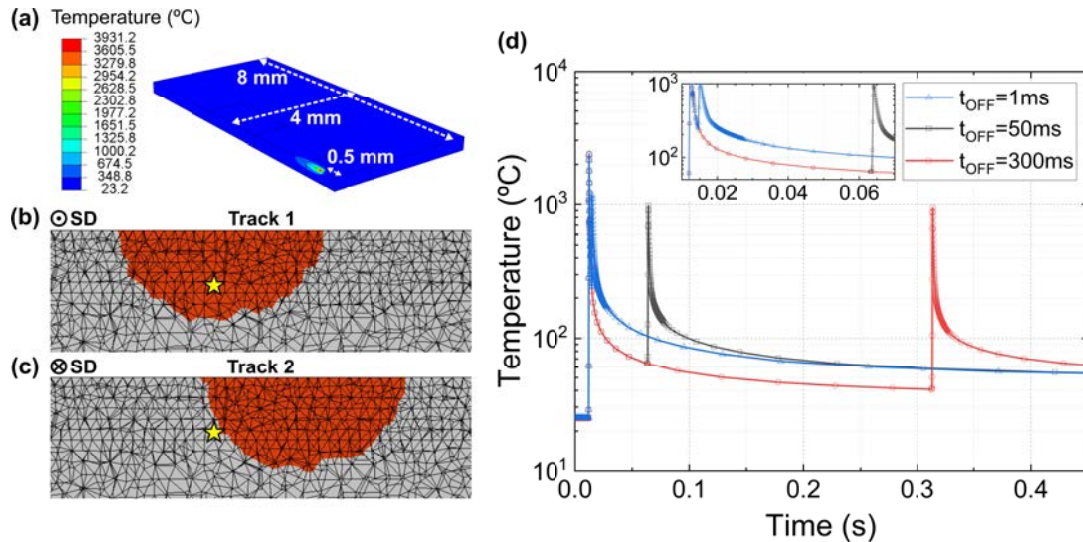 (a) Temperature (ºC)
3931.2
3605.5
3279.8
2954.2
2628.5
2302.8
1977.2
1651.5
1325.8
1000.2
674.5
348.8
23.2
8 mm
4 mm
0.5 mm
(b) ⊙SD Track 1
(c) ⊗SD Track 2
(d)
10⁴
10³
10²
10¹
Temperature (ºC)
10³
10²
0.02 0.04 0.06
t_OFF=1ms
t_OFF=50ms
t_OFF=300ms
0.0 0.1 0.2 0.3 0.4
Time (s)